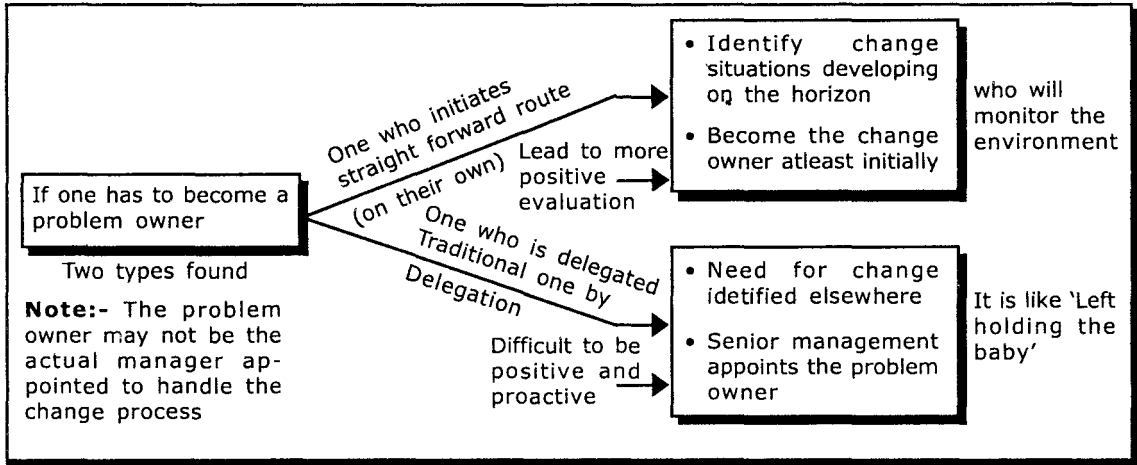 If one has to become a
problem owner
Two types found
Note:- The problem
owner may not be the
actual manager ap-
pointed to handle the
change process
One who initiates
straight forward route
(on their own)
Lead to more
positive
evaluation
• Identify change
situations developing
on the horizon
• Become the change
owner atleast initially
who will
monitor the
environment
One who is delegated
Traditional one by
Delegation
Difficult to be
positive and
proactive
• Need for change
idetified elsewhere
• Senior management
appoints the problem
owner
It is like ‘Left
holding the
baby’